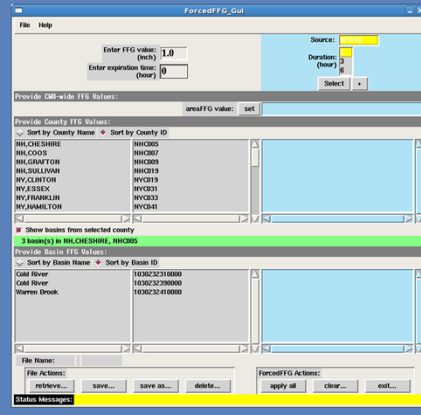 ForcedFFG_Gui
File Help
Enter FFG value:
(inch)
1.0
Enter expiration time:
(hour)
0
Source:
Duration:
(hour)
3
6
Select +
Provide CWA-wide FFG Values:
areaFFG value: set
Provide County FFG Values:
Sort by County Name Sort by County ID
NH,CHESHIRE NHC005
NH,COOS NHC007
NH,GRAFTON NHC009
NH,SULLIVAN NHC019
NY,CLINTON NYC019
NY,ESSEX NYC031
NY,FRANKLIN NYC033
NY,HAMILTON NYC041
Show basins from selected county
3 basin(s) in NH,CHESHIRE, NHC005
Provide Basin FFG Values:
Sort by Basin Name Sort by Basin ID
Cold River 1030232310000
Cold River 1030232390000
Warren Brook 1030232410000
File Name:
File Actions:
retrieve... save... save as... delete...
ForcedFFG Actions:
apply all clear... exit...
Status Messages: